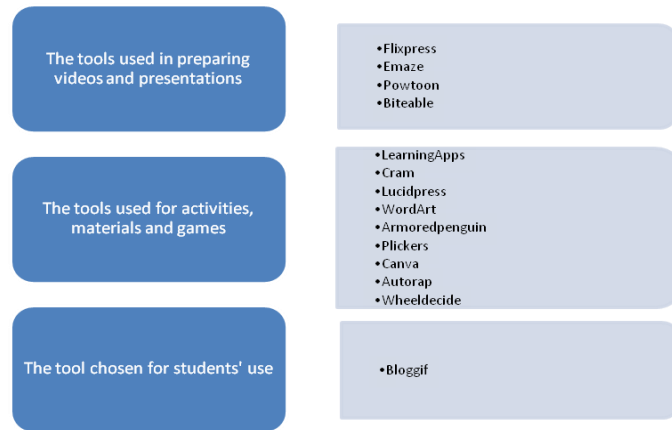 The tools used in preparing
videos and presentations
•Flixpress
•Emaze
•Powtoon
•Biteable
The tools used for activities,
materials and games
•LearningApps
•Cram
•Lucidpress
•WordArt
•Armoredpenguin
•Plickers
•Canva
•Autorap
•Wheeldecide
The tool chosen for students' use
•Bloggif